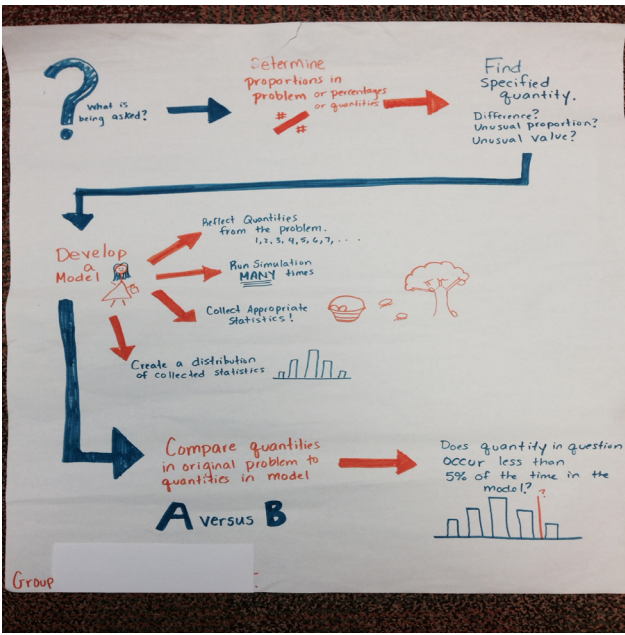 ?
What is
being asked?
Determine
proportions in
problem or percentages
or quantities
#
#
Find
specified
quantity.
Difference?
Unusual proportion?
Unusual value?
Develop
a
Model
Reflect Quantities
from the problem.
1, 2, 3, 4, 5, 6, 7, . . .
Run Simulation
MANY times
Collect Appropriate
Statistics!
Create a distribution
of collected statistics
Compare quantities
in original problem to
quantities in model
A versus B
Does quantity in question
occur less than
5% of the time in the
model?
?
Group